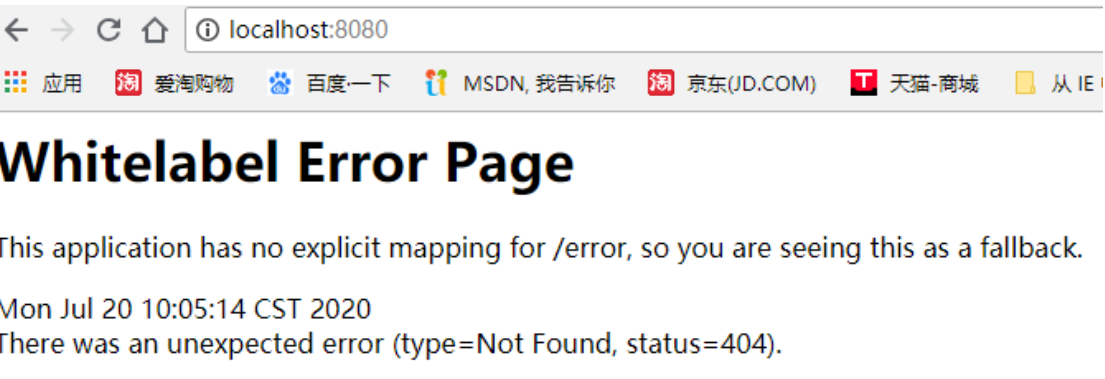 localhost:8080
应用 淘 爱淘购物 百度一下 MSDN, 我告诉你 淘 京东(JD.COM) T 天猫-商城 从 IE
Whitelabel Error Page
This application has no explicit mapping for /error, so you are seeing this as a fallback.
Mon Jul 20 10:05:14 CST 2020
There was an unexpected error (type=Not Found, status=404).